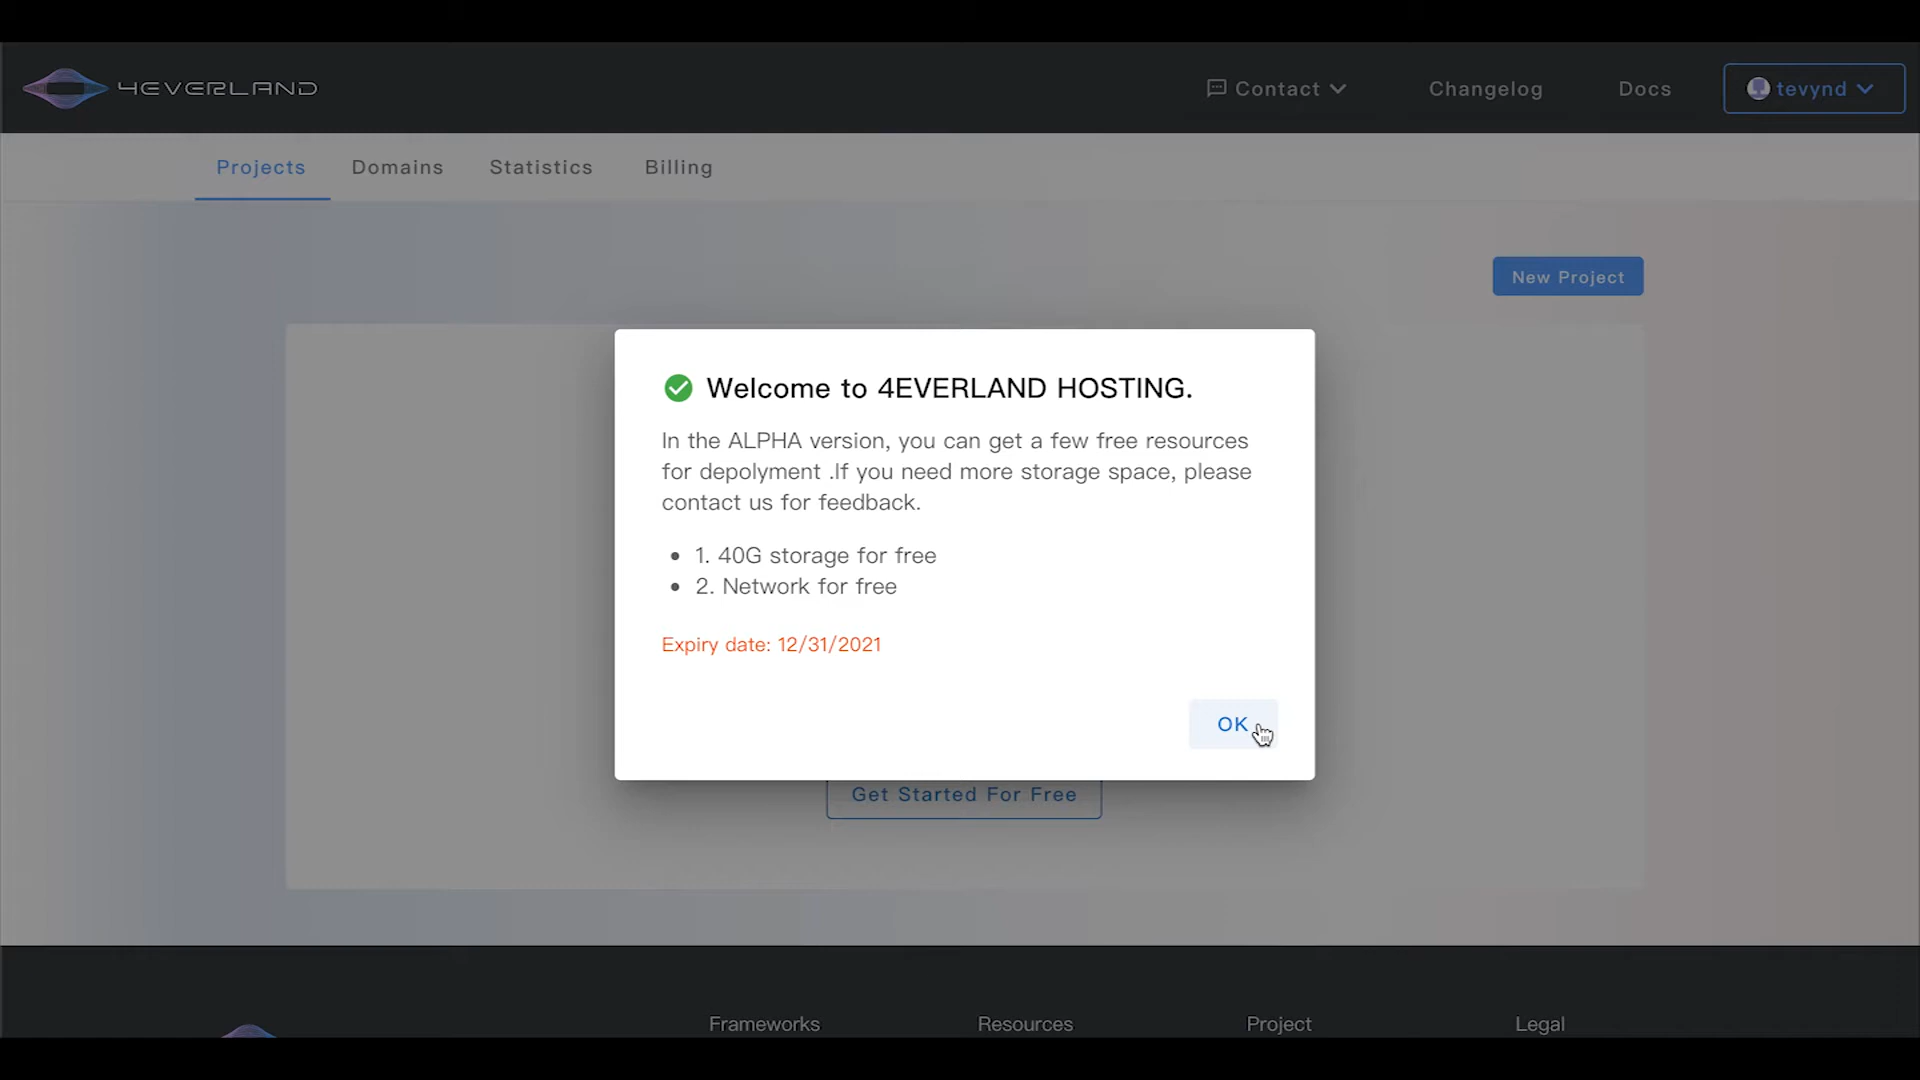 4EVERLAND
Contact
Changelog
Docs
tevynd
Projects
Domains
Statistics
Billing
New Project
Welcome to 4EVERLAND HOSTING.
In the ALPHA version, you can get a few free resources
for depolyment .If you need more storage space, please
contact us for feedback.
• 1. 40G storage for free
• 2. Network for free
Expiry date: 12/31/2021
OK
Get Started For Free
Frameworks
Resources
Project
Legal